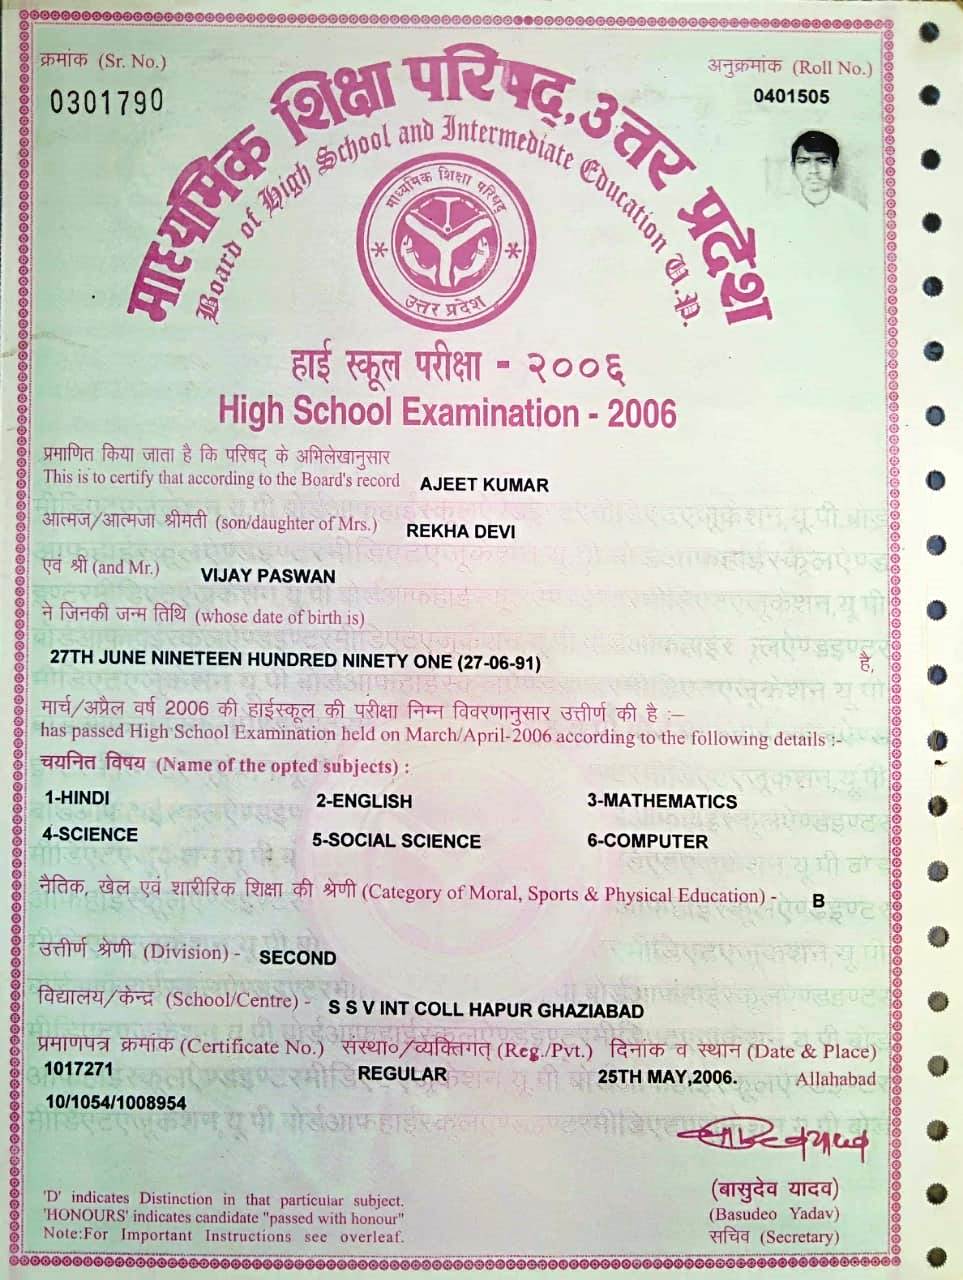 क्रमांक (Sr. No.)
0301790
अनुक्रमांक (Roll No.)
0401505
माध्यमिक शिक्षा परिषद्, उत्तर प्रदेश
Board of High School and Intermediate Education U.P.
माध्यमिक शिक्षा परिषद
उत्तर प्रदेश
हाई स्कूल परीक्षा - २००६
High School Examination - 2006
प्रमाणित किया जाता है कि परिषद् के अभिलेखानुसार
This is to certify that according to the Board's record AJEET KUMAR
आत्मज/आत्मजा श्रीमती (son/daughter of Mrs.) REKHA DEVI
एवं श्री (and Mr.) VIJAY PASWAN
ने जिनकी जन्म तिथि (whose date of birth is)
27TH JUNE NINETEEN HUNDRED NINETY ONE (27-06-91) है,
मार्च/अप्रैल वर्ष 2006 की हाईस्कूल की परीक्षा निम्न विवरणानुसार उत्तीर्ण की है :–
has passed High School Examination held on March/April-2006 according to the following details :-
चयनित विषय (Name of the opted subjects) :
1-HINDI 2-ENGLISH 3-MATHEMATICS
4-SCIENCE 5-SOCIAL SCIENCE 6-COMPUTER
नैतिक, खेल एवं शारीरिक शिक्षा की श्रेणी (Category of Moral, Sports & Physical Education) - B
उत्तीर्ण श्रेणी (Division) - SECOND
विद्यालय/केन्द्र (School/Centre) - S S V INT COLL HAPUR GHAZIABAD
प्रमाणपत्र क्रमांक (Certificate No.) संस्था०/व्यक्तिगत् (Reg./Pvt.) दिनांक व स्थान (Date & Place)
1017271 REGULAR 25TH MAY,2006. Allahabad
10/1054/1008954
(बासुदेव यादव)
(Basudeo Yadav)
सचिव (Secretary)
'D' indicates Distinction in that particular subject.
'HONOURS' indicates candidate "passed with honour"
Note:For Important Instructions see overleaf.